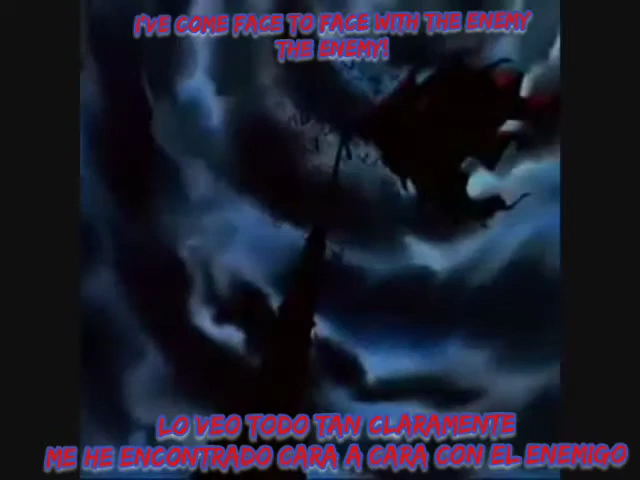 I'VE COME FACE TO FACE WITH THE ENEMY
THE ENEMY!
LO VEO TODO TAN CLARAMENTE
ME HE ENCONTRADO CARA A CARA CON EL ENEMIGO